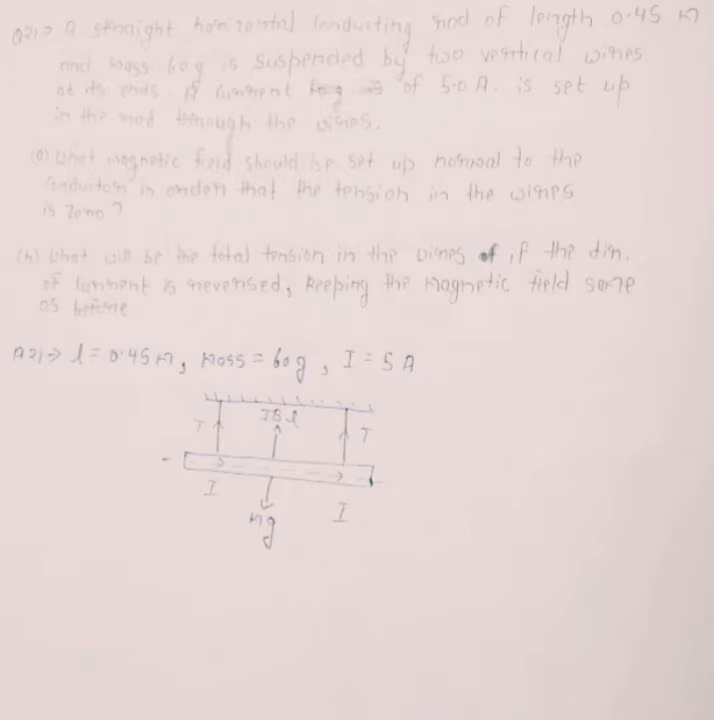 Q21→ A straight horizontal conducting rod of length 0.45 m
and mass 60 g is suspended by two vertical wires
at its ends. A current of 5.0 A. is set up
in the rod through the wires.
(a) What magnetic field should be set up normal to the
conductor in order that the tension in the wires
is zero?
(b) What will be the total tension in the wires if the dirn.
of current is reversed, keeping the magnetic field same
as before
A21→ l = 0.45 m, mass = 60 g, I = 5 A
IBl
T T
I I
mg